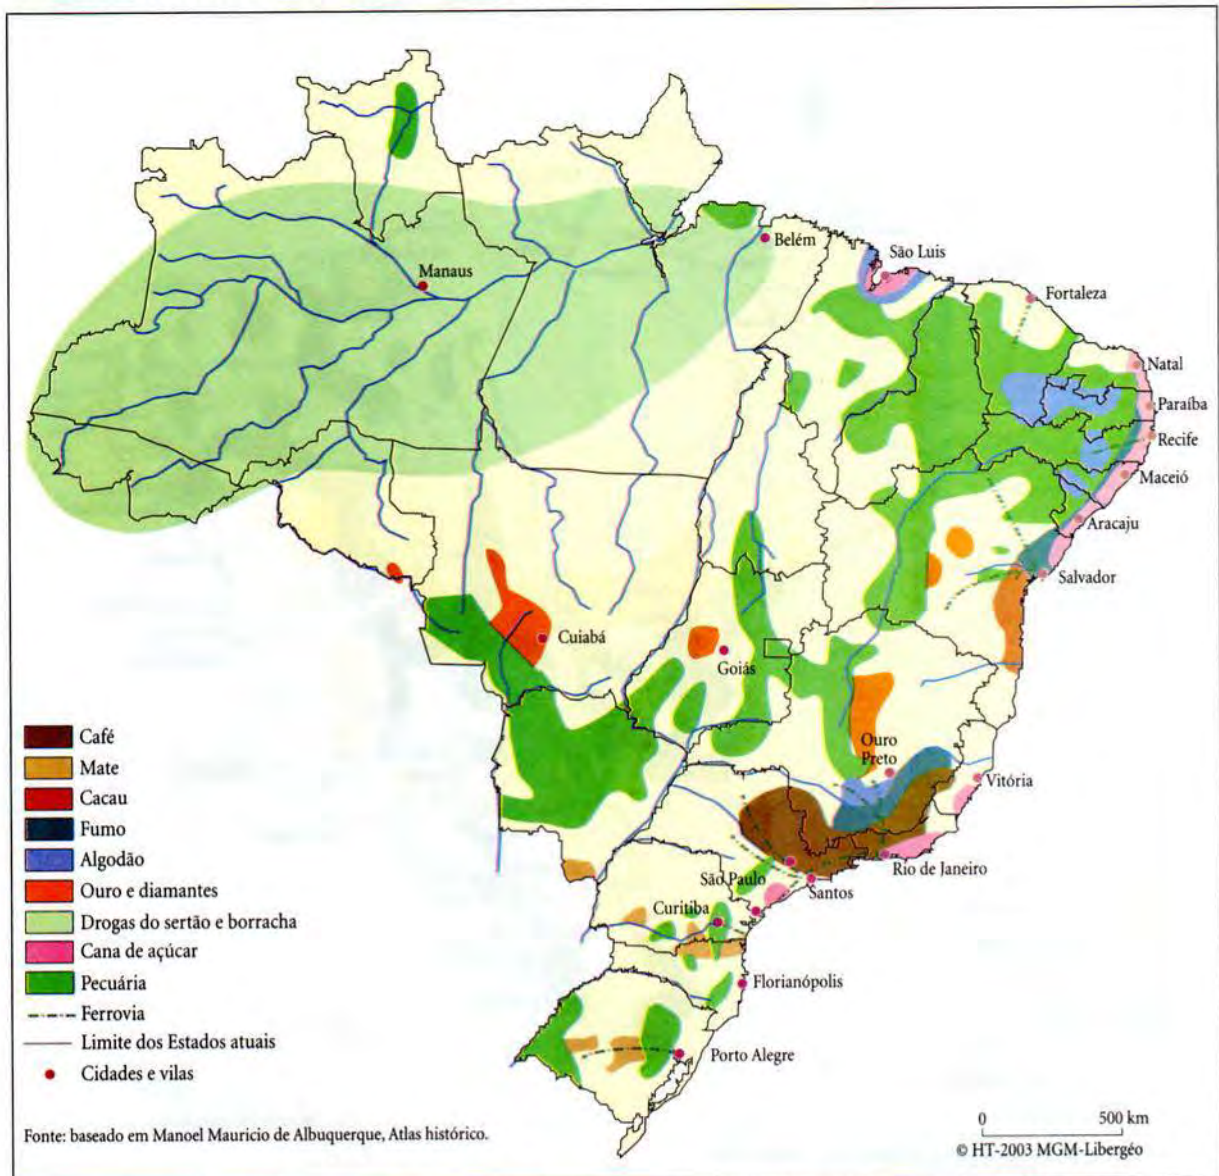 Manaus
Belém
São Luis
Fortaleza
Natal
Paraíba
Recife
Maceió
Aracaju
Salvador
Cuiabá
Goiás
Ouro
Preto
Vitória
Rio de Janeiro
São Paulo
Santos
Curitiba
Florianópolis
Porto Alegre
Café
Mate
Cacau
Fumo
Algodão
Ouro e diamantes
Drogas do sertão e borracha
Cana de açúcar
Pecuária
Ferrovia
Limite dos Estados atuais
Cidades e vilas
Fonte: baseado em Manoel Mauricio de Albuquerque, Atlas histórico.
0 500 km
© HT-2003 MGM-Libergéo